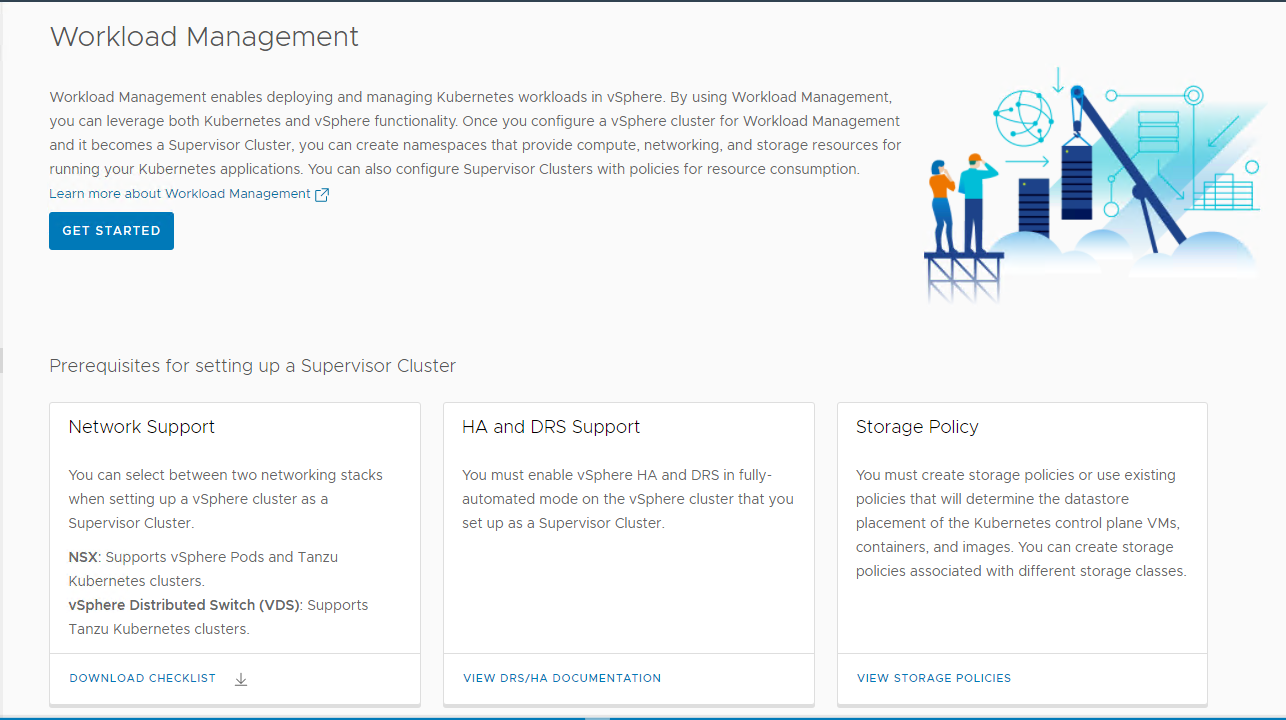 Workload Management
Workload Management enables deploying and managing Kubernetes workloads in vSphere. By using Workload Management,
you can leverage both Kubernetes and vSphere functionality. Once you configure a vSphere cluster for Workload Management
and it becomes a Supervisor Cluster, you can create namespaces that provide compute, networking, and storage resources for
running your Kubernetes applications. You can also configure Supervisor Clusters with policies for resource consumption.
Learn more about Workload Management
GET STARTED
Prerequisites for setting up a Supervisor Cluster
Network Support
You can select between two networking stacks
when setting up a vSphere cluster as a
Supervisor Cluster.
NSX: Supports vSphere Pods and Tanzu
Kubernetes clusters.
vSphere Distributed Switch (VDS): Supports
Tanzu Kubernetes clusters.
DOWNLOAD CHECKLIST
HA and DRS Support
You must enable vSphere HA and DRS in fully-
automated mode on the vSphere cluster that you
set up as a Supervisor Cluster.
VIEW DRS/HA DOCUMENTATION
Storage Policy
You must create storage policies or use existing
policies that will determine the datastore
placement of the Kubernetes control plane VMs,
containers, and images. You can create storage
policies associated with different storage classes.
VIEW STORAGE POLICIES